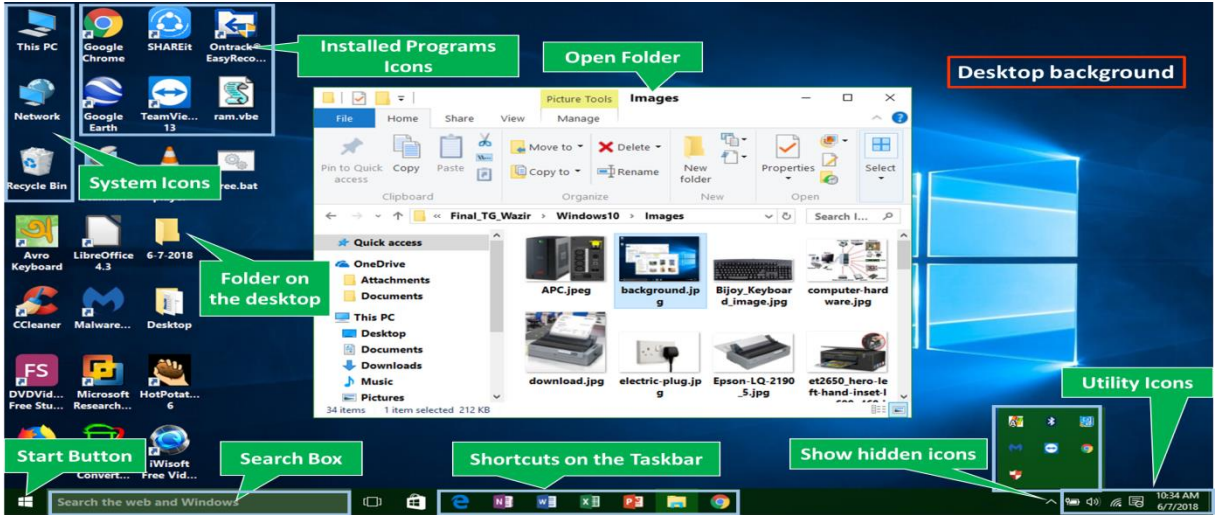 This PC
Google
Chrome
SHAREit
Ontrack®
EasyReco...
Installed Programs
Icons
Open Folder
Desktop background
Network
Google
Earth
TeamVie...
13
ram.vbe
System Icons
Recycle Bin
ree.bat
Avro
Keyboard
LibreOffice
4.3
6-7-2018
Folder on
the desktop
CCleaner
Malware...
Desktop
FS
DVDVid...
Free Stu...
Microsoft
Research...
HotPotat...
6
Picture Tools
Images
File
Home
Share
View
Manage
Pin to Quick
access
Copy
Paste
Clipboard
Move to
Copy to
Delete
Rename
Organize
New
folder
New
Properties
Open
Select
« Final_TG_Wazir > Windows10 > Images
Search I...
Quick access
OneDrive
Attachments
Documents
This PC
Desktop
Documents
Downloads
Music
Pictures
APC.jpeg
background.jp
g
Bijoy_Keyboar
d_image.jpg
computer-hard
ware.jpg
download.jpg
electric-plug.jp
g
Epson-LQ-2190
_5.jpg
et2650_hero-le
ft-hand-inset-l
34 items
1 item selected 212 KB
Utility Icons
Start Button
Convert...
iWisoft
Free Vid...
Search Box
Shortcuts on the Taskbar
Show hidden icons
Search the web and Windows
10:34 AM
6/7/2018